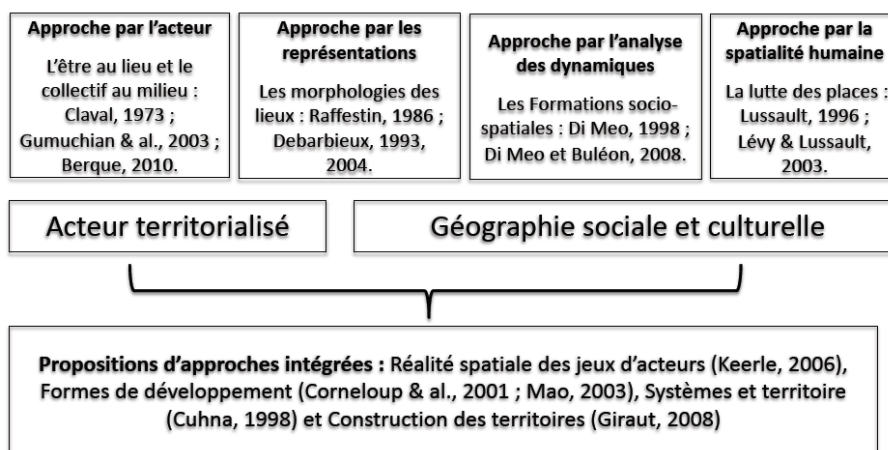 Approche par l'acteur
L'être au lieu et le
collectif au milieu :
Claval, 1973 ;
Gumuchian & al., 2003 ;
Berque, 2010.
Approche par les
représentations
Les morphologies des
lieux : Raffestin, 1986 ;
Debarbieux, 1993,
2004.
Approche par l'analyse
des dynamiques
Les Formations socio-
spatiales : Di Meo, 1998 ;
Di Meo et Buléon, 2008.
Approche par la
spatialité humaine
La lutte des places :
Lussault, 1996 ;
Lévy & Lussault,
2003.
Acteur territorialisé
Géographie sociale et culturelle
Propositions d'approches intégrées : Réalité spatiale des jeux d'acteurs (Keerle, 2006),
Formes de développement (Corneloup & al., 2001 ; Mao, 2003), Systèmes et territoire
(Cuhna, 1998) et Construction des territoires (Giraut, 2008)